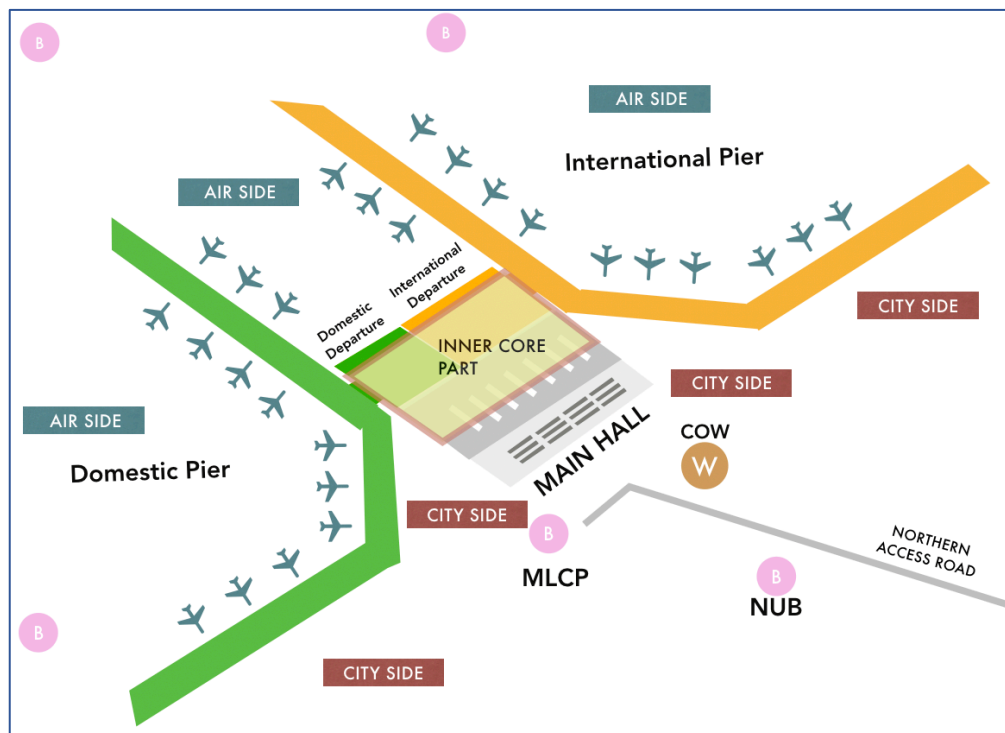 B
B
AIR SIDE
International Pier
AIR SIDE
International
Departure
Domestic
Departure
CITY SIDE
INNER CORE
PART
CITY SIDE
AIR SIDE
MAIN HALL
COW
W
Domestic Pier
CITY SIDE
B
MLCP
NORTHERN
ACCESS ROAD
B
NUB
B
CITY SIDE